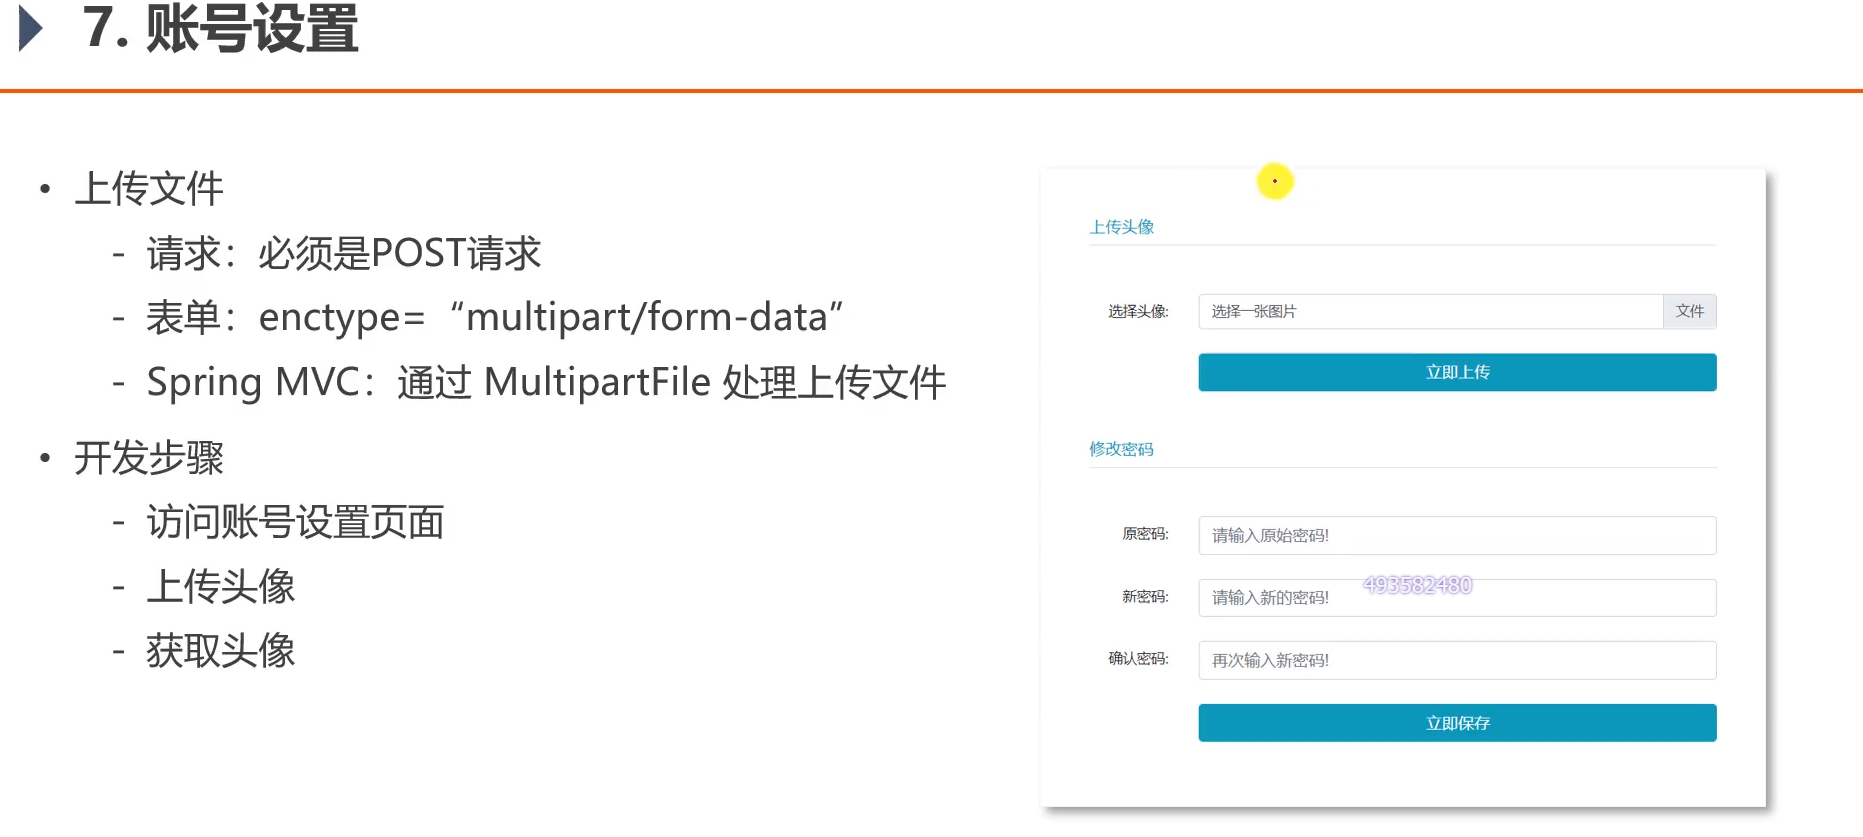 7. 账号设置
• 上传文件
- 请求：必须是POST请求
- 表单：enctype=“multipart/form-data”
- Spring MVC：通过 MultipartFile 处理上传文件
• 开发步骤
- 访问账号设置页面
- 上传头像
- 获取头像
上传头像
选择头像: 选择一张图片 文件
立即上传
修改密码
原密码: 请输入原始密码!
493582480
新密码: 请输入新的密码!
确认密码: 再次输入新密码!
立即保存